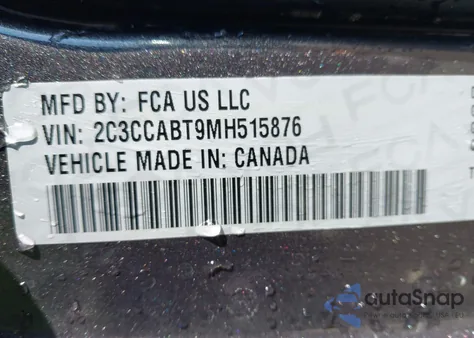 MFD BY: FCA US LLC
VIN: 2C3CCABT9MH515876
VEHICLE MADE IN: CANADA
autoSnap